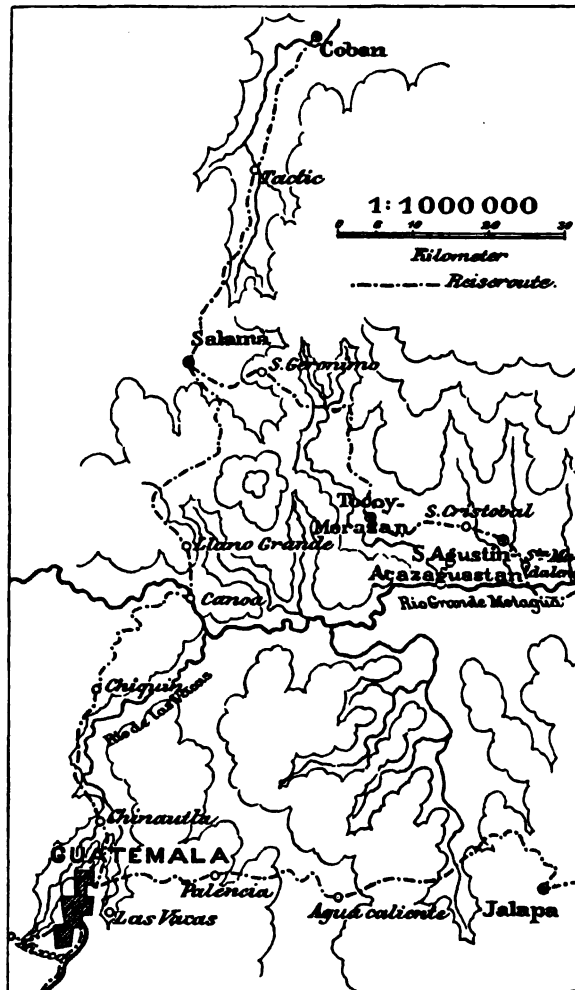 Coban
Tactic
1:1000000
0 5 10 20 30
Kilometer
Reiseroute.
Salamá
S. Geronimo
Tocoy-
Morazan
S. Cristobal
S. Agustin
Acazaguastan
Llano Grande
Canoa
Rio Grande Motagua
Chiquin
Rio de las Vacas
Chinautla
GUATEMALA
Palencia
Las Vacas
Agua caliente
Jalapa